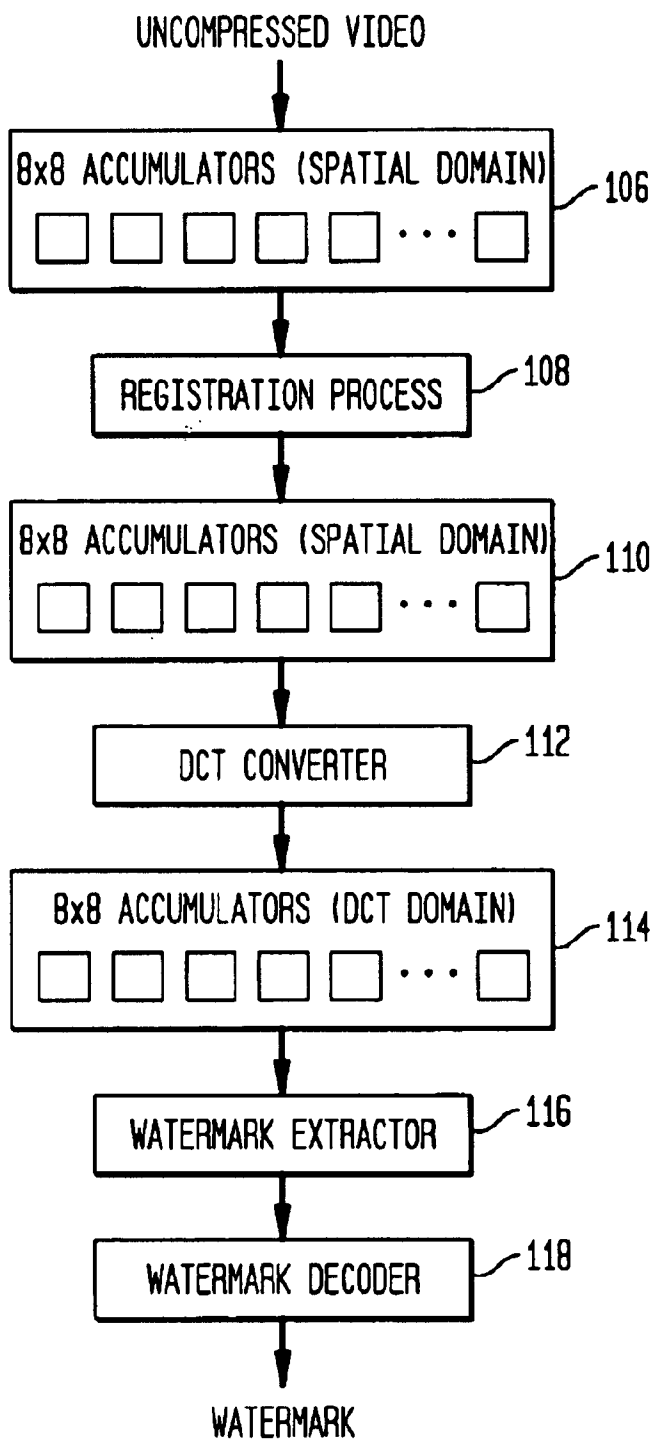 UNCOMPRESSED VIDEO
8x8 ACCUMULATORS (SPATIAL DOMAIN)
106
REGISTRATION PROCESS
108
8x8 ACCUMULATORS (SPATIAL DOMAIN)
110
DCT CONVERTER
112
8x8 ACCUMULATORS (DCT DOMAIN)
114
WATERMARK EXTRACTOR
116
WATERMARK DECODER
118
WATERMARK